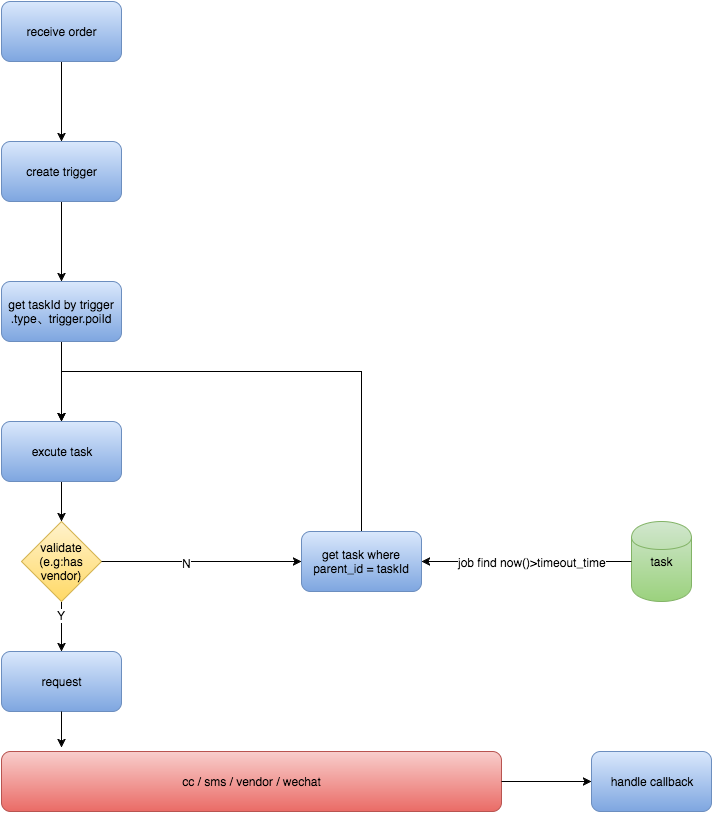 receive order
create trigger
get taskId by trigger
.type、trigger.poiId
excute task
validate
(e.g:has
vendor)
N
get task where
parent_id = taskId
job find now()>timeout_time
task
Y
request
cc / sms / vendor / wechat
handle callback